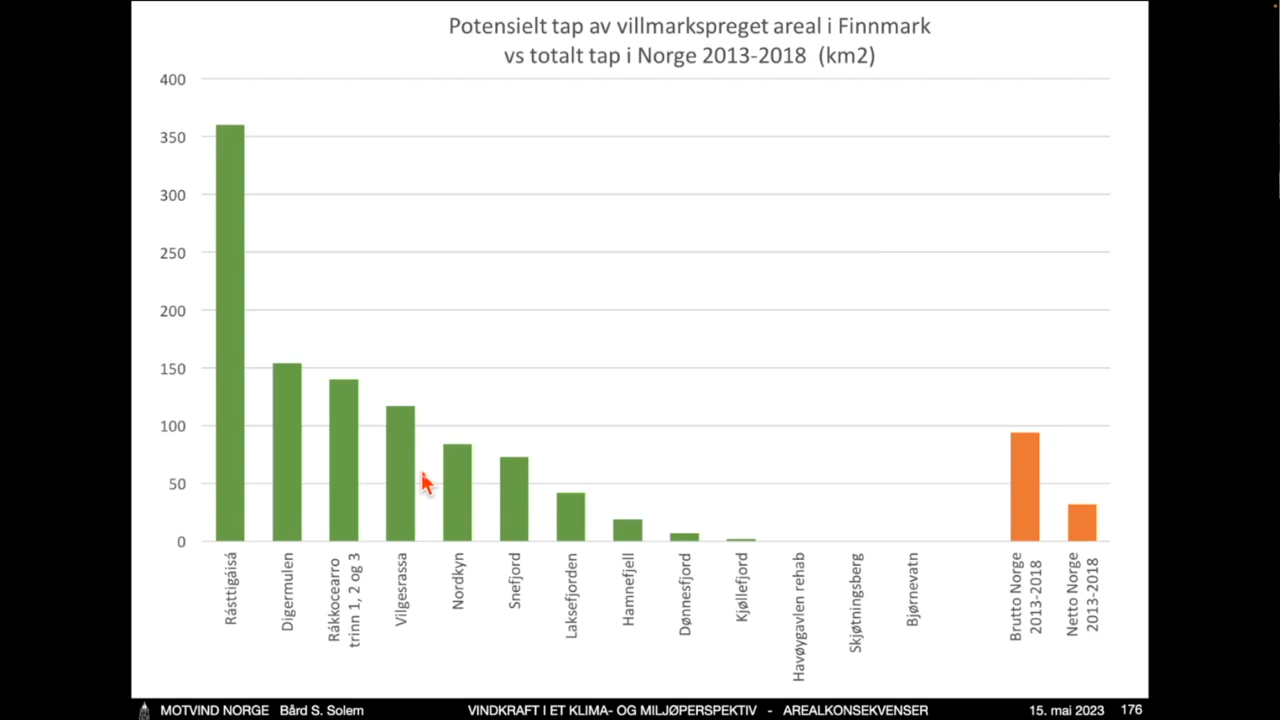 Potensielt tap av villmarkspreget areal i Finnmark
vs totalt tap i Norge 2013-2018 (km2)
400
350
300
250
200
150
100
50
0
Rásttigáisá
Digermulen
Rákkocearro
trinn 1, 2 og 3
Vilgesrassa
Nordkyn
Snefjord
Laksefjorden
Hamnefjell
Dønnesfjord
Kjøllefjord
Havøygavlen rehab
Skjøtningsberg
Bjørnevatn
Brutto Norge
2013-2018
Netto Norge
2013-2018
MOTVIND NORGE Bård S. Solem VINDKRAFT I ET KLIMA- OG MILJØPERSPEKTIV - AREALKONSEKVENSER 15. mai 2023 176